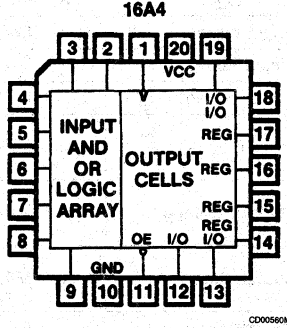 16A4
3 2 1 20 19
VCC
4 I/O 18
I/O
5 INPUT REG 17
AND
6 OR OUTPUT REG 16
LOGIC CELLS
7 ARRAY REG 15
REG
8 OE I/O I/O 14
GND
9 10 11 12 13
CD00560M